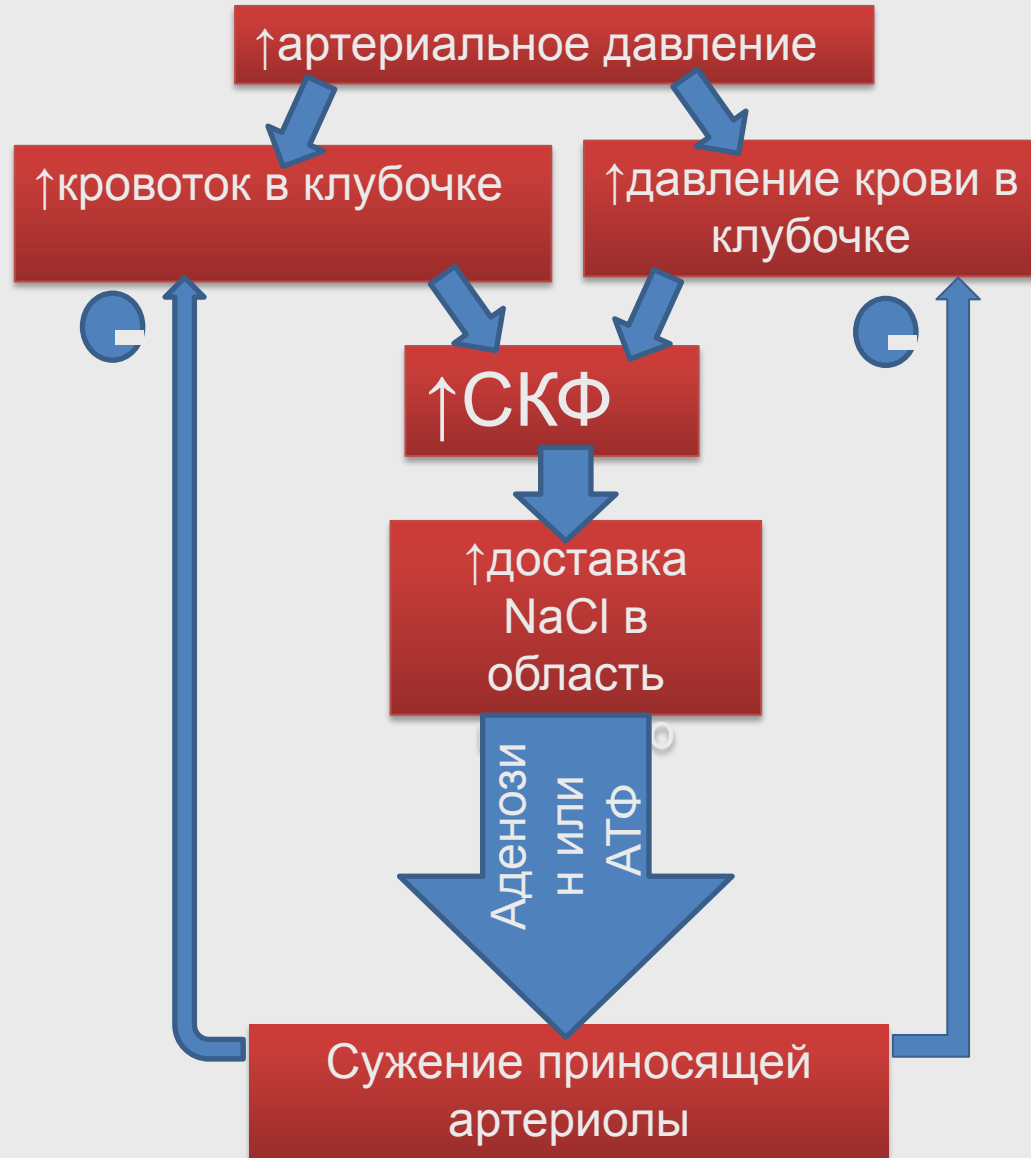 ↑артериальное давление
↑кровоток в клубочке
↑давление крови в
клубочке
↑СКФ
↑доставка
NaCl в
область
о
Аденози
н или
АТФ
Сужение приносящей
артериолы